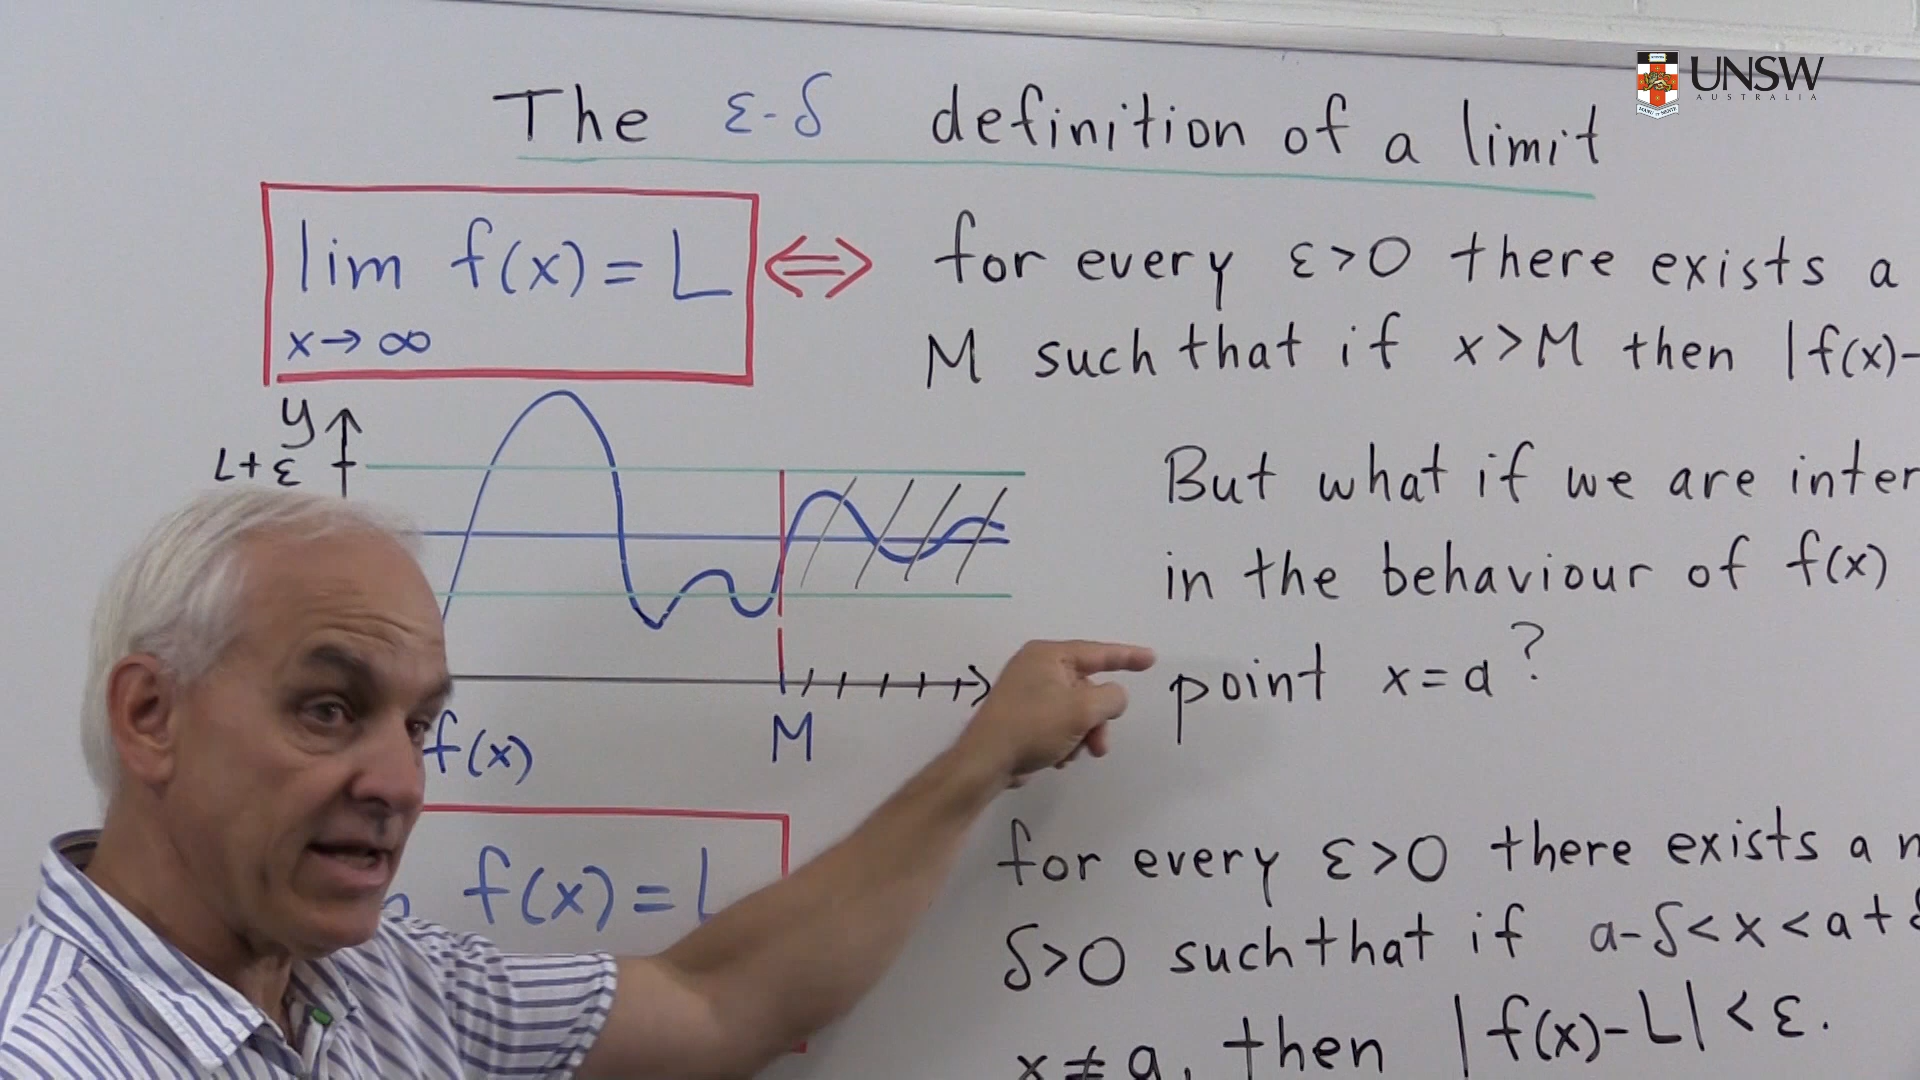 UNSW
AUSTRALIA
The ε-δ definition of a limit
lim f(x) = L ⇔ for every ε>0 there exists a
x→∞
M such that if x>M then |f(x)-
y
L+ε
But what if we are inter
in the behaviour of f(x)
point x=a?
M
f(x)
f(x)=L
for every ε>0 there exists a
δ>0 such that if a-δ<x<a+δ
x≠a, then |f(x)-L|<ε.